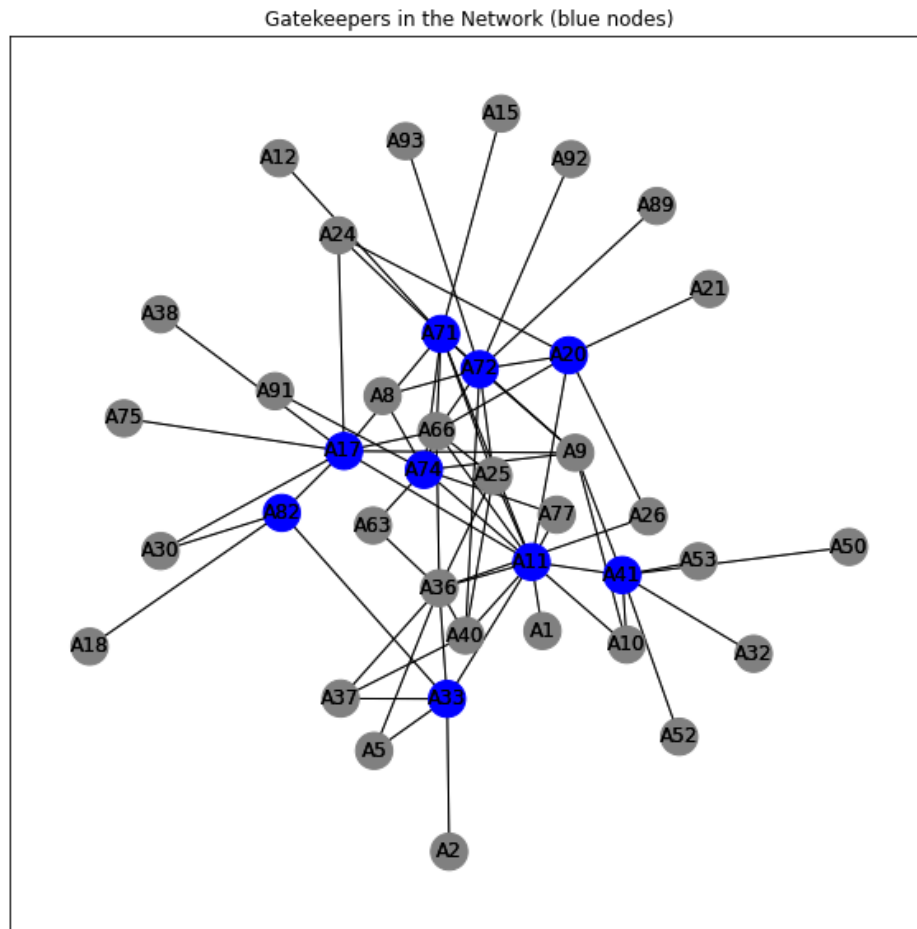 Gatekeepers in the Network (blue nodes)
A15
A93
A12
A92
A89
A24
A21
A38
A71
A20
A72
A91
A8
A75
A66
A17
A9
A74
A25
A82
A77
A26
A63
A30
A50
A53
A11
A41
A36
A1
A40
A10
A18
A32
A37
A33
A52
A5
A2